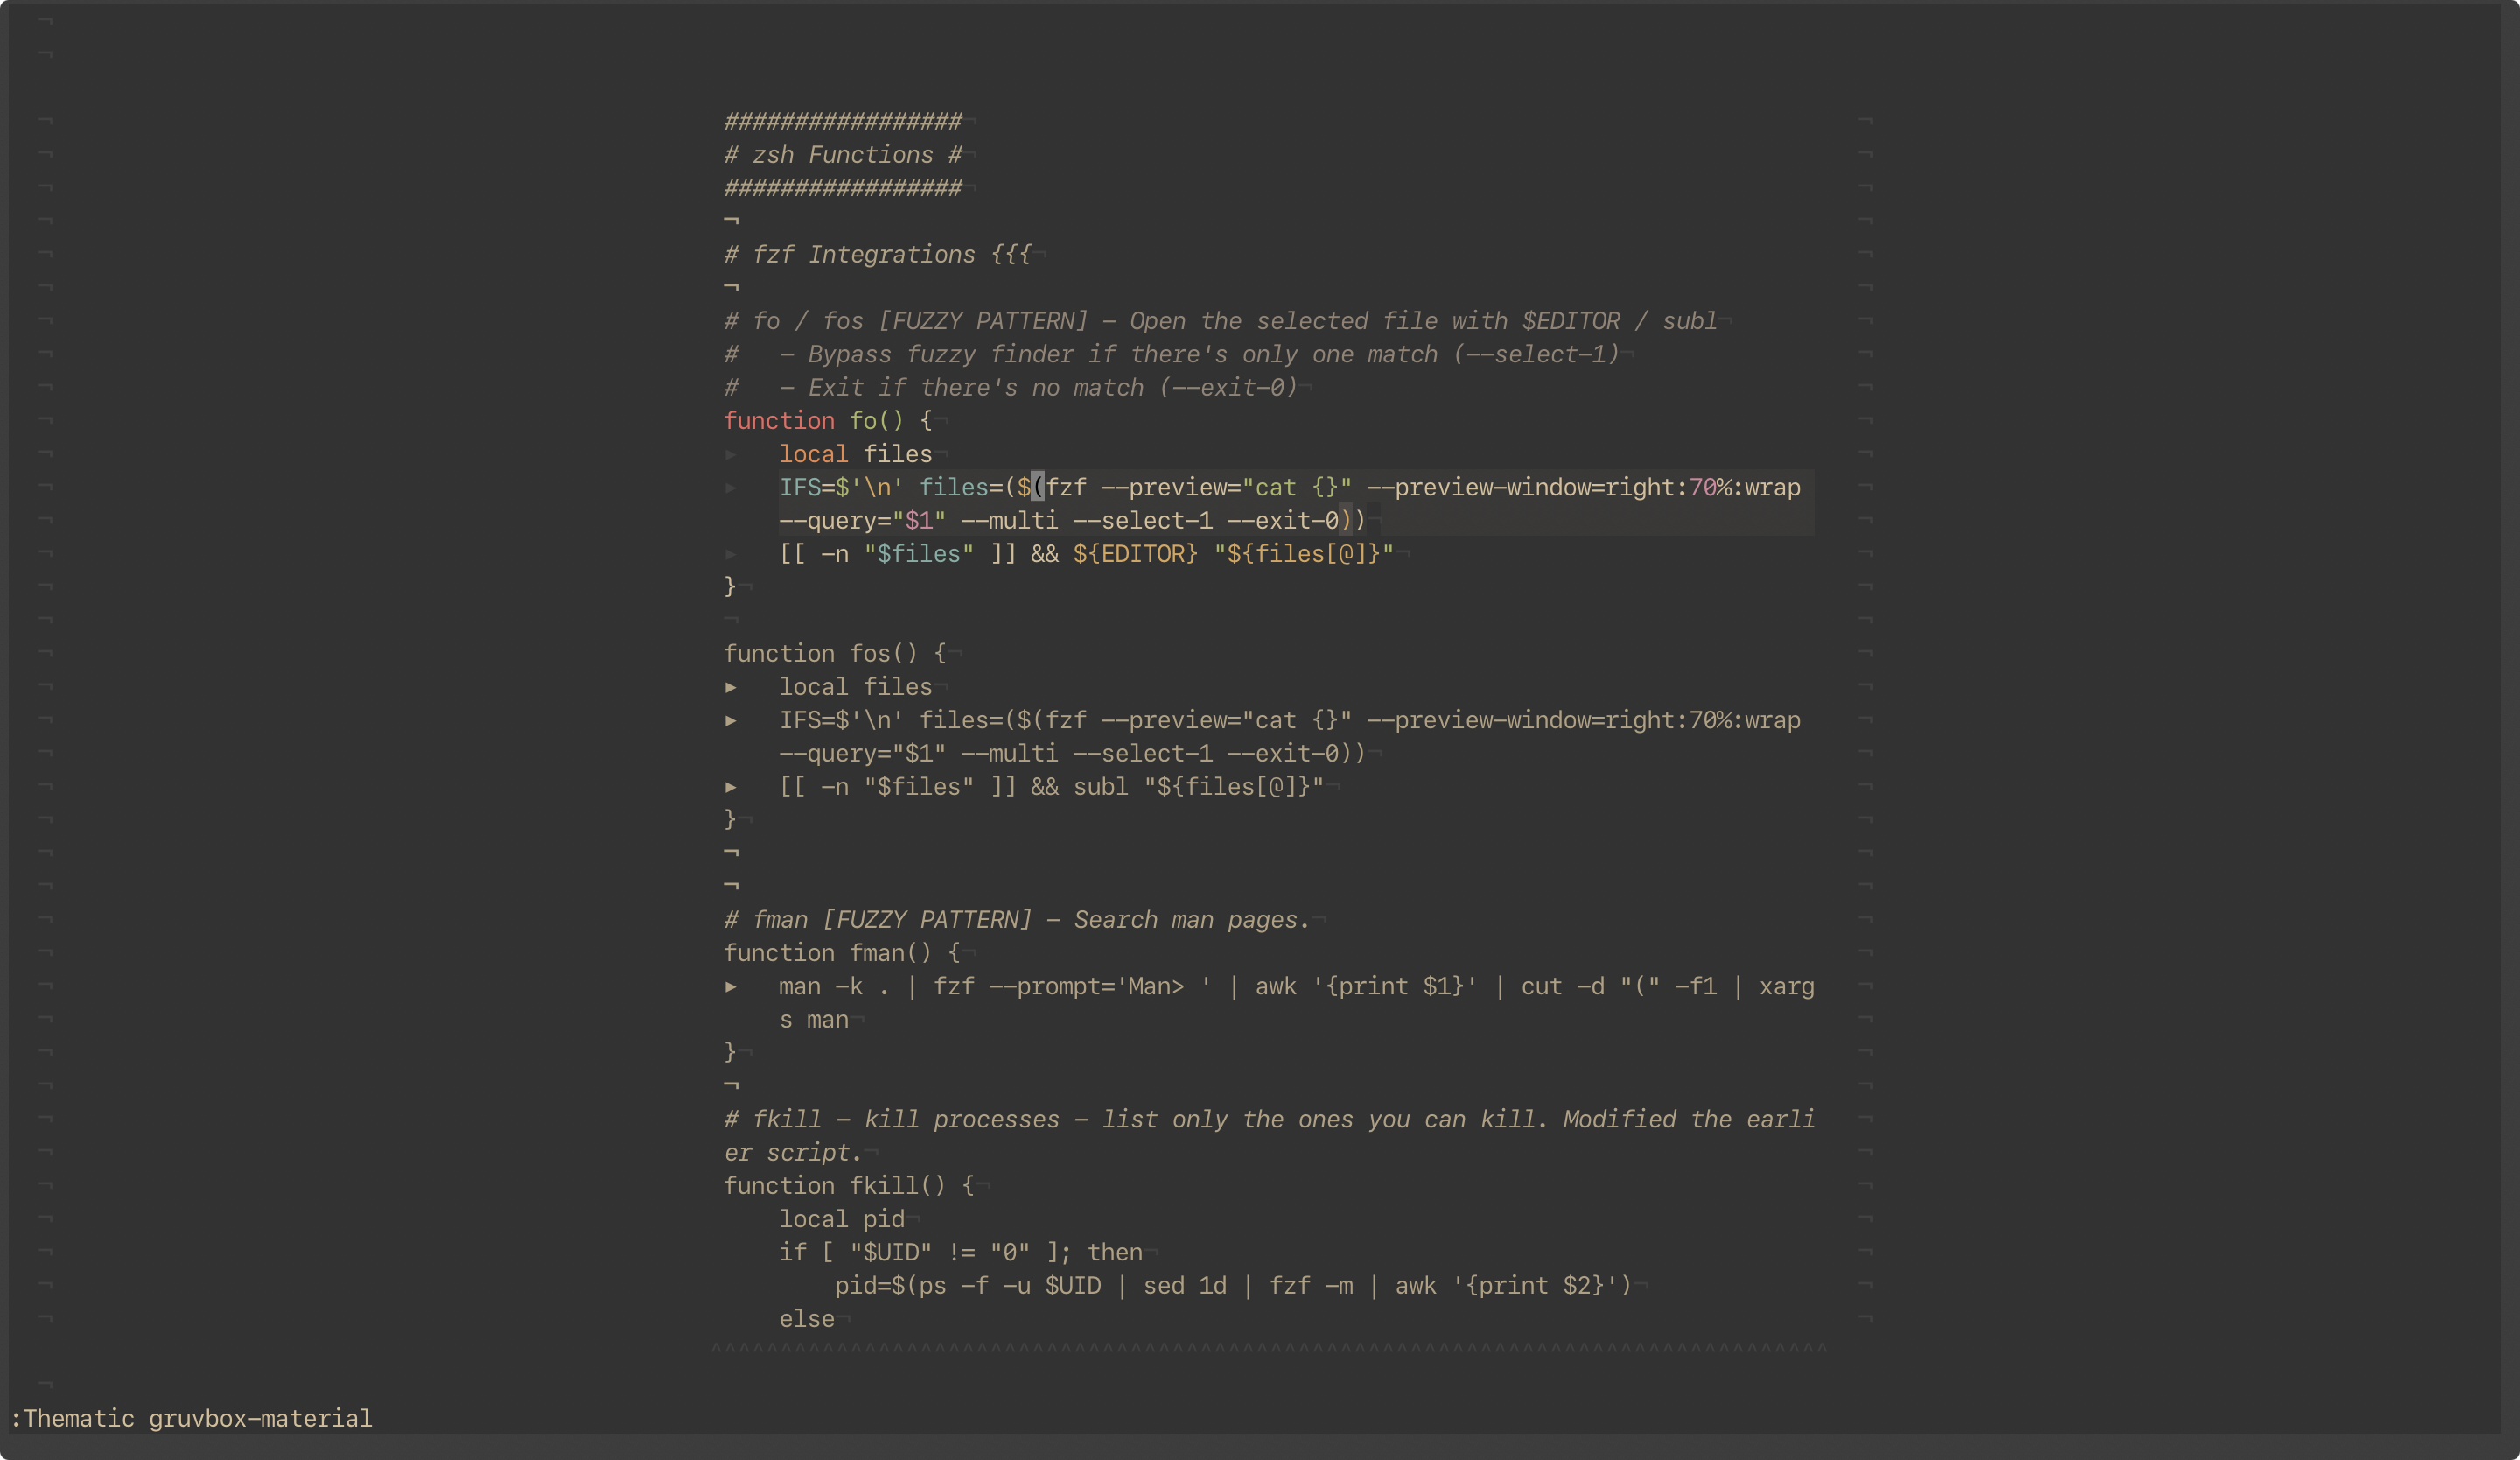 #################
# zsh Functions #
#################
¬
# fzf Integrations {{{
¬
# fo / fos [FUZZY PATTERN] - Open the selected file with $EDITOR / subl
#   - Bypass fuzzy finder if there's only one match (--select-1)
#   - Exit if there's no match (--exit-0)
function fo() {
▸   local files
▸   IFS=$'\n' files=($(fzf --preview="cat {}" --preview-window=right:70%:wrap
    --query="$1" --multi --select-1 --exit-0))
▸   [[ -n "$files" ]] && ${EDITOR} "${files[@]}"
}
¬
function fos() {
▸   local files
▸   IFS=$'\n' files=($(fzf --preview="cat {}" --preview-window=right:70%:wrap
    --query="$1" --multi --select-1 --exit-0))
▸   [[ -n "$files" ]] && subl "${files[@]}"
}
¬
¬
# fman [FUZZY PATTERN] - Search man pages.
function fman() {
▸   man -k . | fzf --prompt='Man> ' | awk '{print $1}' | cut -d "(" -f1 | xarg
    s man
}
¬
# fkill - kill processes - list only the ones you can kill. Modified the earli
er script.
function fkill() {
    local pid
    if [ "$UID" != "0" ]; then
        pid=$(ps -f -u $UID | sed 1d | fzf -m | awk '{print $2}')
    else
:Thematic gruvbox-material